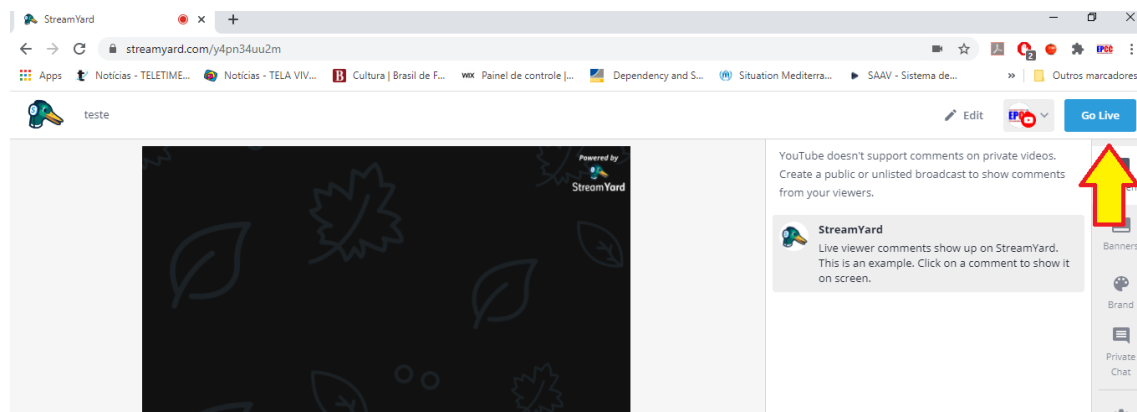 StreamYard
streamyard.com/y4pn34uu2m
2
EPCC
Apps Notícias - TELETIME... Notícias - TELA VIV... B Cultura | Brasil de F... WIX Painel de controle |... Dependency and S... Situation Mediterra... SAAV - Sistema de... » Outros marcadores
teste
Edit
Go Live
Powered by
StreamYard
YouTube doesn't support comments on private videos.
Create a public or unlisted broadcast to show comments
from your viewers.
StreamYard
Live viewer comments show up on StreamYard.
This is an example. Click on a comment to show it
on screen.
Banners
Brand
Private
Chat